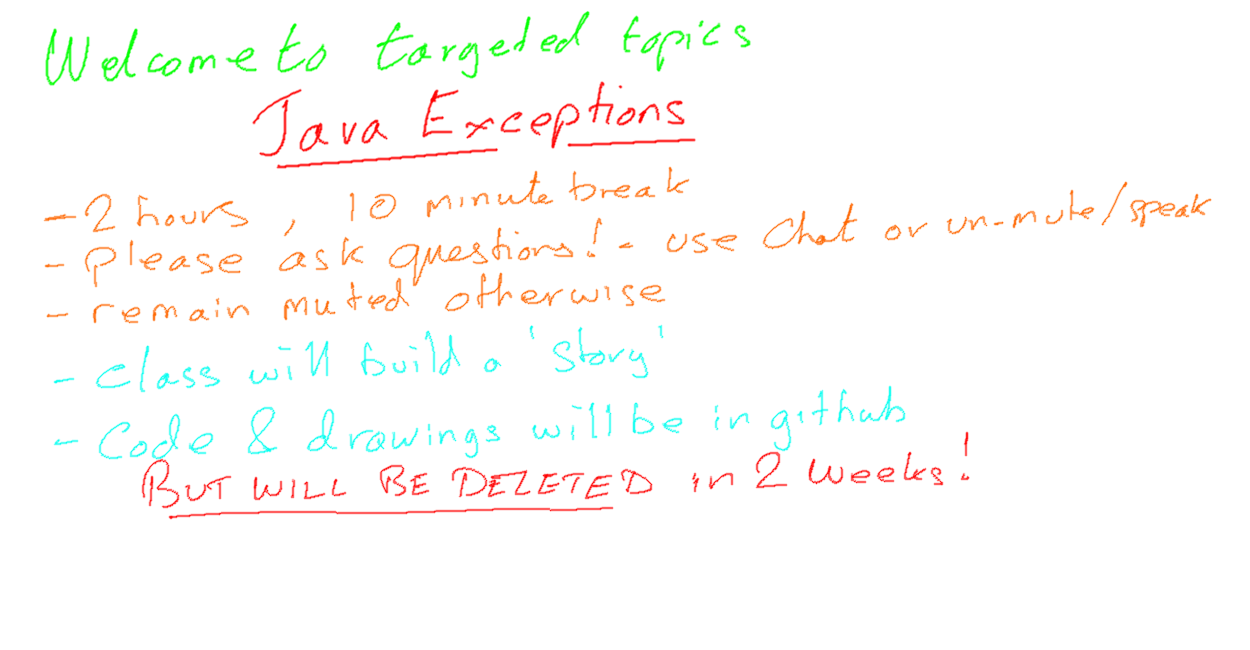 Welcome to targeted topics
Java Exceptions
- 2 hours, 10 minute break
- please ask questions! - use Chat or un-mute/speak
- remain muted otherwise
- class will build a 'story'
- Code & drawings will be in github
BUT WILL BE DELETED in 2 weeks!